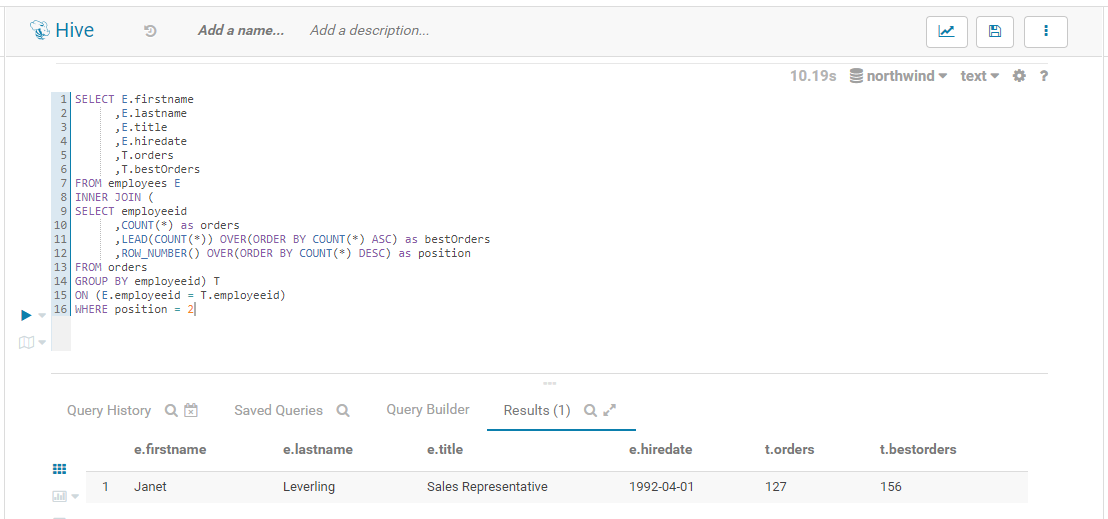 Hive Add a name... Add a description...
10.19s northwind text ?
1 SELECT E.firstname
2 ,E.lastname
3 ,E.title
4 ,E.hiredate
5 ,T.orders
6 ,T.bestOrders
7 FROM employees E
8 INNER JOIN (
9 SELECT employeeid
10 ,COUNT(*) as orders
11 ,LEAD(COUNT(*)) OVER(ORDER BY COUNT(*) ASC) as bestOrders
12 ,ROW_NUMBER() OVER(ORDER BY COUNT(*) DESC) as position
13 FROM orders
14 GROUP BY employeeid) T
15 ON (E.employeeid = T.employeeid)
16 WHERE position = 2
Query History Saved Queries Query Builder Results (1)
e.firstname e.lastname e.title e.hiredate t.orders t.bestorders
1 Janet Leverling Sales Representative 1992-04-01 127 156